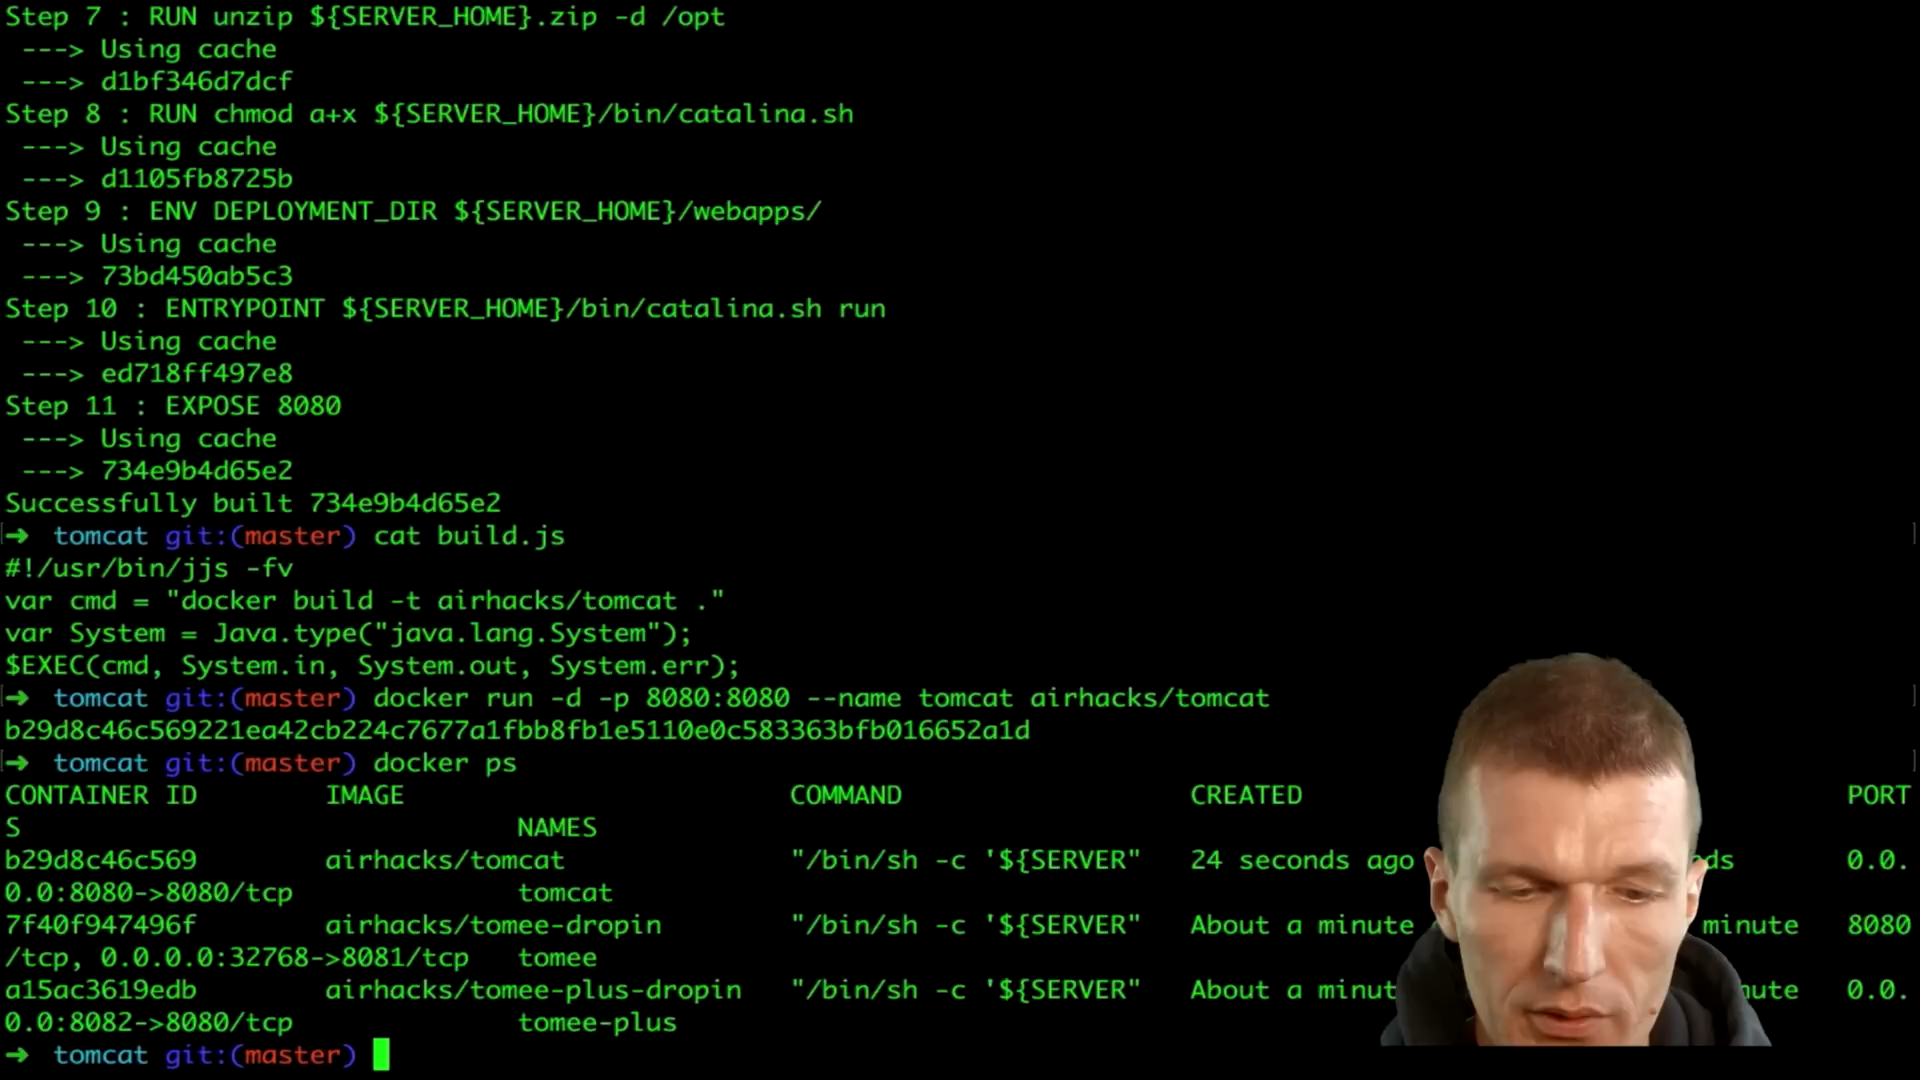 Step 7 : RUN unzip ${SERVER_HOME}.zip -d /opt
---> Using cache
---> d1bf346d7dcf
Step 8 : RUN chmod a+x ${SERVER_HOME}/bin/catalina.sh
---> Using cache
---> d1105fb8725b
Step 9 : ENV DEPLOYMENT_DIR ${SERVER_HOME}/webapps/
---> Using cache
---> 73bd450ab5c3
Step 10 : ENTRYPOINT ${SERVER_HOME}/bin/catalina.sh run
---> Using cache
---> ed718ff497e8
Step 11 : EXPOSE 8080
---> Using cache
---> 734e9b4d65e2
Successfully built 734e9b4d65e2
➜ tomcat git:(master) cat build.js
#!/usr/bin/jjs -fv
var cmd = "docker build -t airhacks/tomcat ."
var System = Java.type("java.lang.System");
$EXEC(cmd, System.in, System.out, System.err);
➜ tomcat git:(master) docker run -d -p 8080:8080 --name tomcat airhacks/tomcat
b29d8c46c569221ea42cb224c7677a1fbb8fb1e5110e0c583363bfb016652a1d
➜ tomcat git:(master) docker ps
CONTAINER ID IMAGE COMMAND CREATED PORT
S NAMES
b29d8c46c569 airhacks/tomcat "/bin/sh -c '${SERVER" 24 seconds ago 0.0.
0.0:8080->8080/tcp tomcat
7f40f947496f airhacks/tomee-dropin "/bin/sh -c '${SERVER" About a minute minute 8080
/tcp, 0.0.0.0:32768->8081/tcp tomee
a15ac3619edb airhacks/tomee-plus-dropin "/bin/sh -c '${SERVER" About a 0.0.
0.0:8082->8080/tcp tomee-plus
➜ tomcat git:(master)